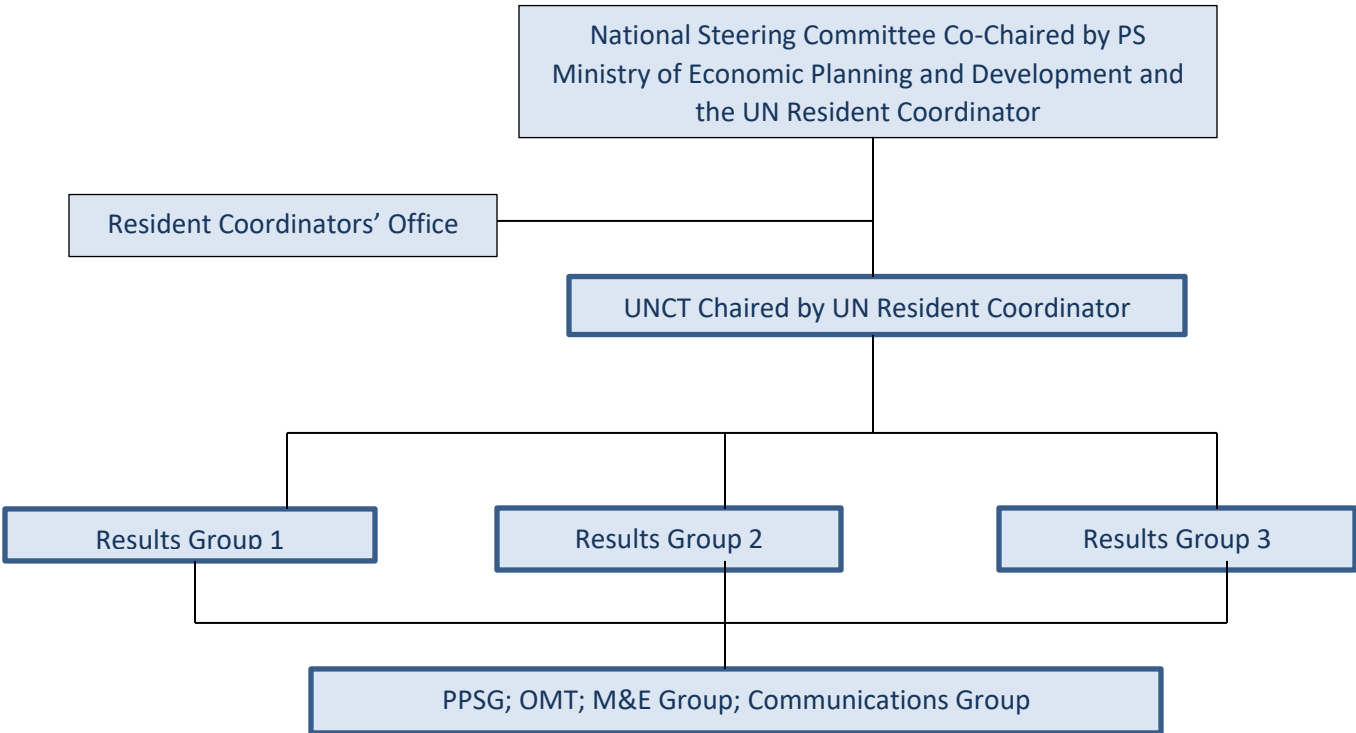 National Steering Committee Co-Chaired by PS
Ministry of Economic Planning and Development and
the UN Resident Coordinator
Resident Coordinators’ Office
UNCT Chaired by UN Resident Coordinator
Results Group 1
Results Group 2
Results Group 3
PPSG; OMT; M&E Group; Communications Group